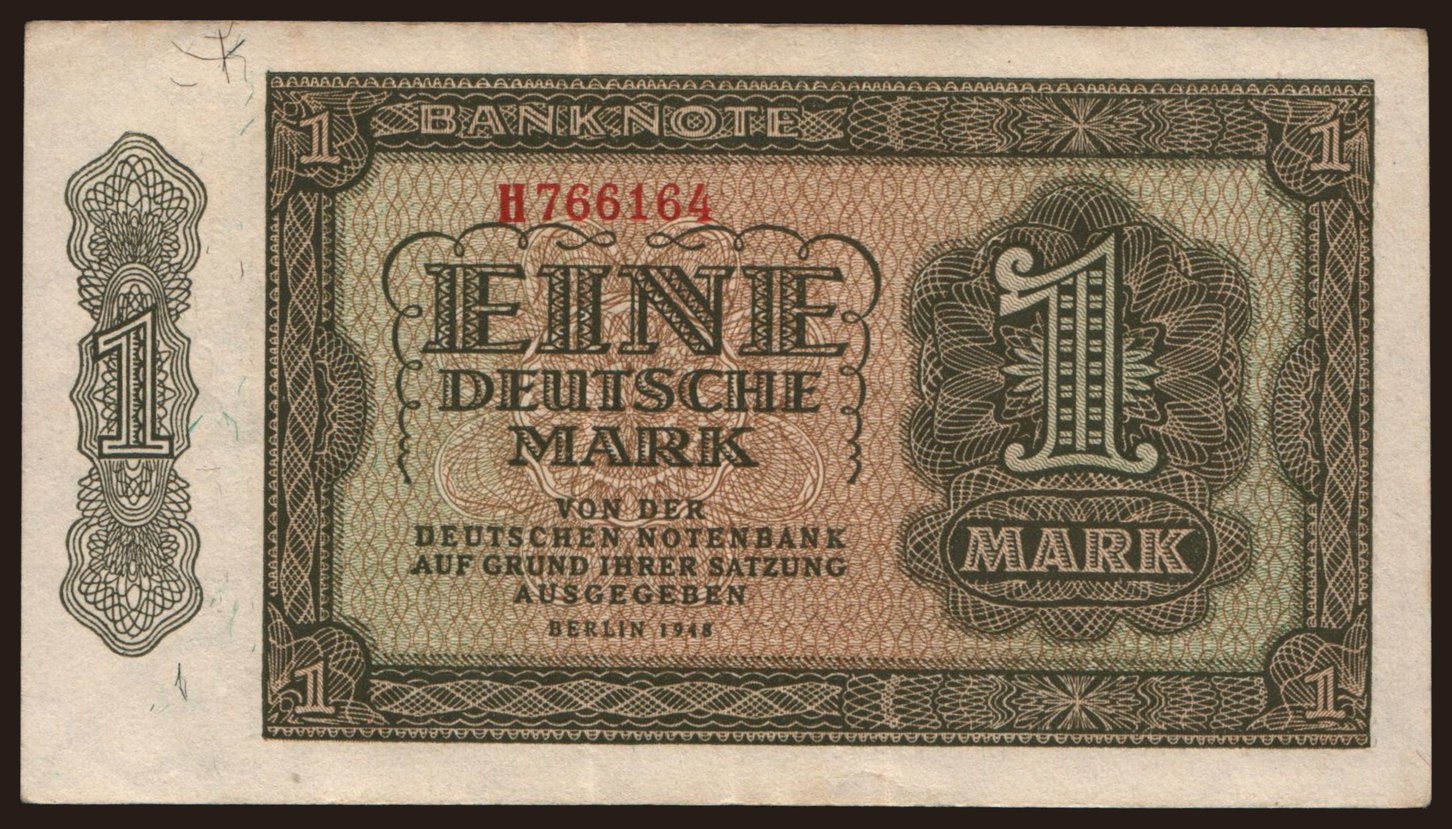 BANKNOTE
1
1
H766164
EINE
DEUTSCHE
MARK
1
1
MARK
VON DER
DEUTSCHEN NOTENBANK
AUF GRUND IHRER SATZUNG
AUSGEGEBEN
BERLIN 1948
1
1